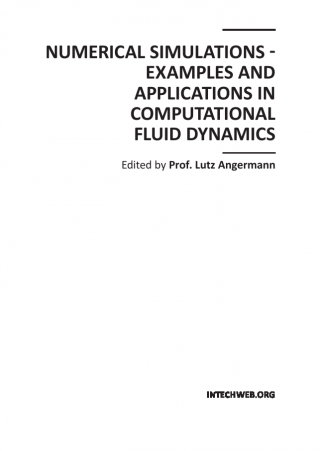 NUMERICAL SIMULATIONS -
EXAMPLES AND
APPLICATIONS IN
COMPUTATIONAL
FLUID DYNAMICS
Edited by Prof. Lutz Angermann
INTECHWEB.ORG